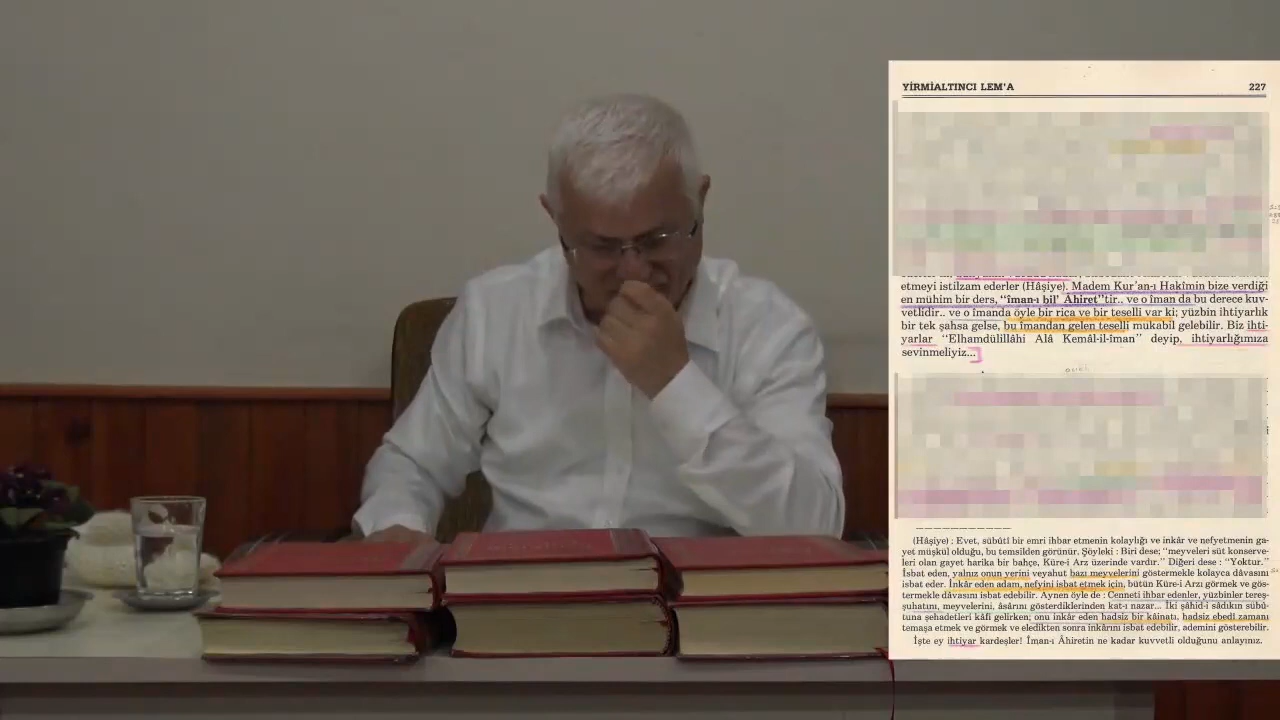 YİRMİALTINCI LEM'A 227
etmeyi istilzam ederler (Hâşiye). Madem Kur'an-ı Hakîmin bize verdiği
en mühim bir ders, "îman-ı bil' Âhiret"tir.. ve o îman da bu derece kuv-
vetlidir.. ve o îmanda öyle bir rica ve bir teselli var ki; yüzbin ihtiyarlık
bir tek şahsa gelse, bu îmandan gelen teselli mukabil gelebilir. Biz ihti-
yarlar "Elhamdülillâhi Alâ Kemâl-il-îman" deyip, ihtiyarlığımıza
sevinmeliyiz...
(Hâşiye) : Evet, sübûtî bir emri ihbar etmenin kolaylığı ve inkâr ve nefyetmenin ga-
yet müşkül olduğu, bu temsilden görünür. Şöyleki : Biri dese; "meyveleri süt konserve-
leri olan gayet harika bir bahçe, Küre-i Arz üzerinde vardır." Diğeri dese : "Yoktur."
İsbat eden, yalnız onun yerini veyahut bazı meyvelerini göstermekle kolayca dâvasını
isbat eder. İnkâr eden adam, nefyini isbat etmek için, bütün Küre-i Arzı görmek ve gös-
termekle dâvasını isbat edebilir. Aynen öyle de : Cenneti ihbar edenler, yüzbinler tereş-
şuhatını, meyvelerini, âsârını gösterdiklerinden kat-ı nazar... İki şâhid-i sâdıkın sübû-
tuna şehadetleri kâfi gelirken; onu inkâr eden hadsiz bir kâinatı, hadsiz ebedî zamanı
temaşa etmek ve görmek ve eledikten sonra inkârını isbat edebilir, ademini gösterebilir.
İşte ey ihtiyar kardeşler! Îman-ı Âhiretin ne kadar kuvvetli olduğunu anlayınız.